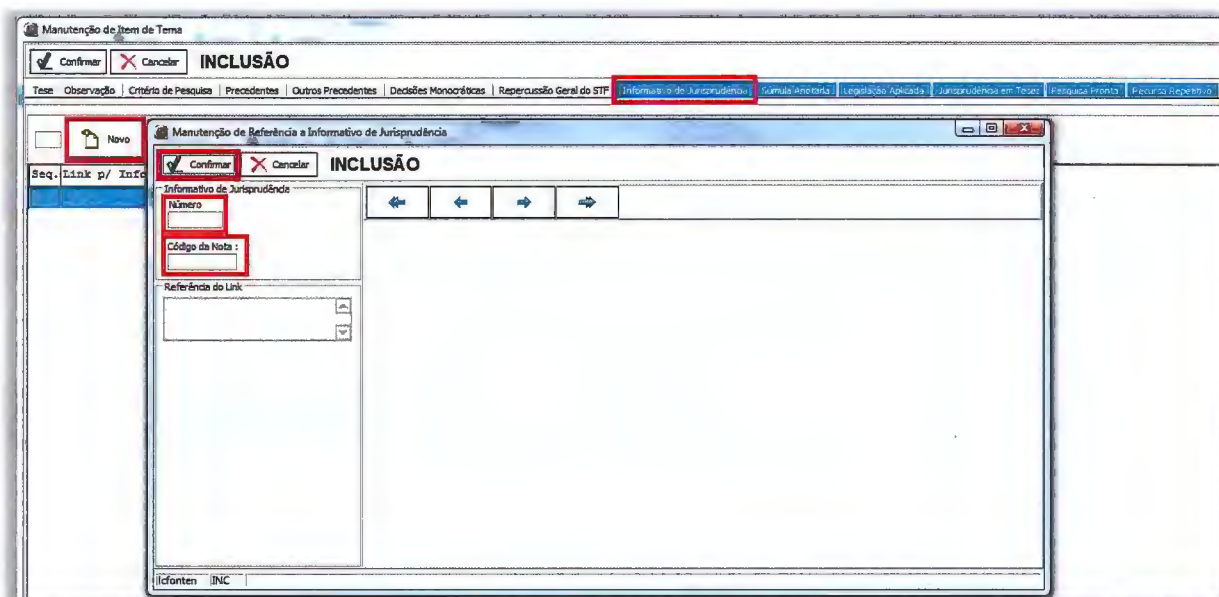 Manutenção de Item de Tema
Confirmar Cancelar INCLUSÃO
Tese Observação Critério de Pesquisa Precedentes Outros Precedentes Decisões Monocráticas Repercussão Geral do STF Informativo de Jurisprudência Súmula Anotada Legislação Aplicada Jurisprudência em Teses Pesquisa Pronta Recurso Repetitivo
Novo
Seq. Link p/ Info
Manutenção de Referência a Informativo de Jurisprudência
Confirmar Cancelar INCLUSÃO
Informativo de Jurisprudência
Número
Código da Nota :
Referência do Link
lcfonten INC